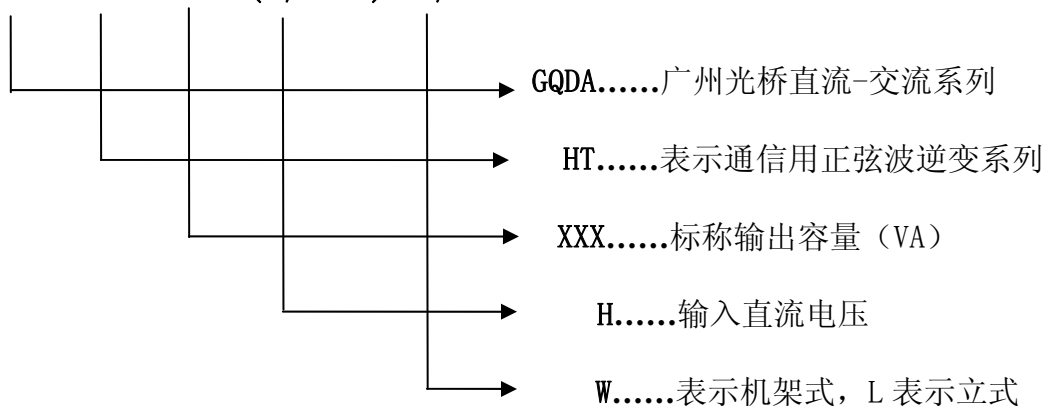 GQDA......广州光桥直流-交流系列
HT......表示通信用正弦波逆变系列
XXX......标称输出容量（VA）
H......输入直流电压
W......表示机架式，L 表示立式